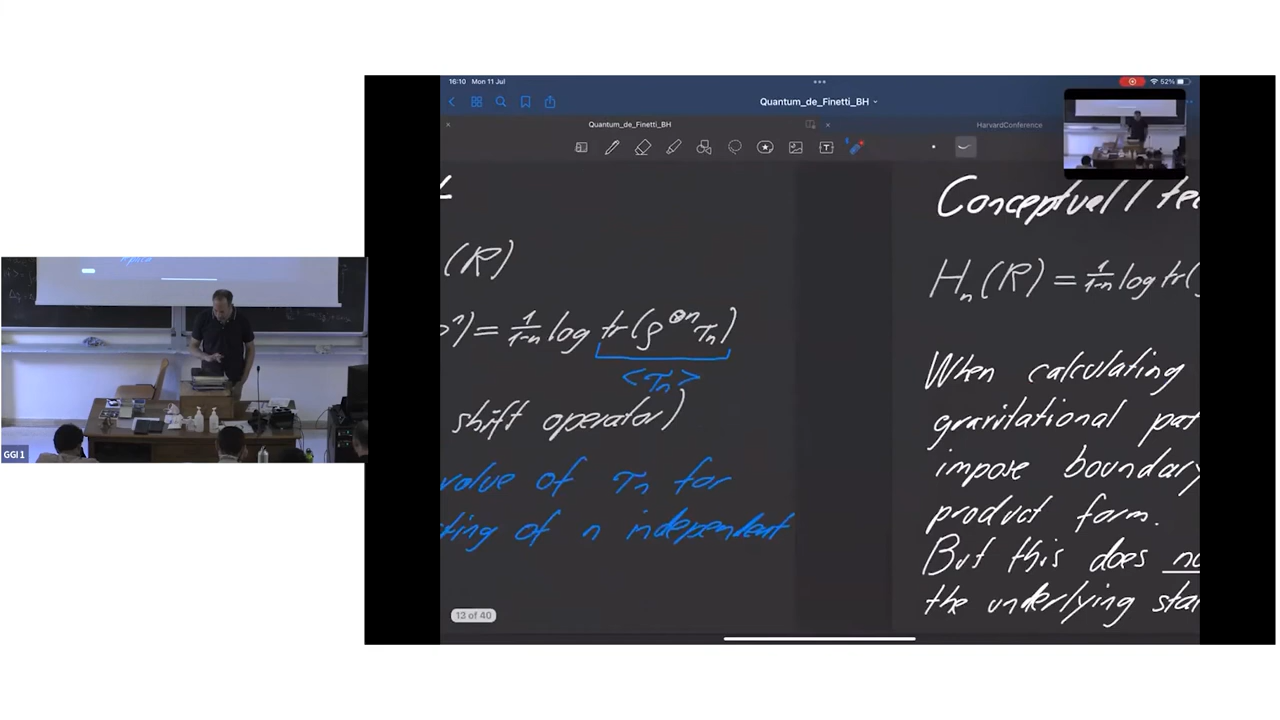 16:10 Mon 11 Jul
52%
Quantum_de_Finetti_BH
Quantum_de_Finetti_BH
HarvardConference
(R)
) = 1/1-n log tr(ρ^⊗n τn)
<τn>
shift operator)
value of τn for
ting of n independent
13 of 40
Conceptual / te
Hn(R) = 1/1-n log tr(
When calculating
gravitational pat
impose boundary
product form.
But this does no
the underlying sta
GGI 1